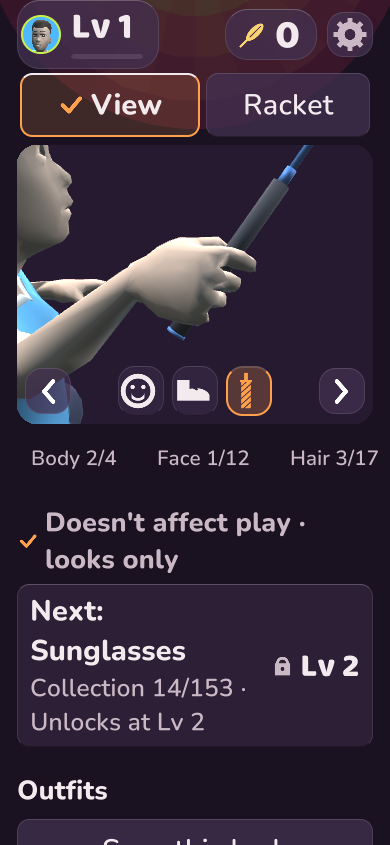 Lv 1
0
View
Racket
Body 2/4
Face 1/12
Hair 3/17
Doesn't affect play ·
looks only
Next:
Sunglasses
Lv 2
Collection 14/153 ·
Unlocks at Lv 2
Outfits